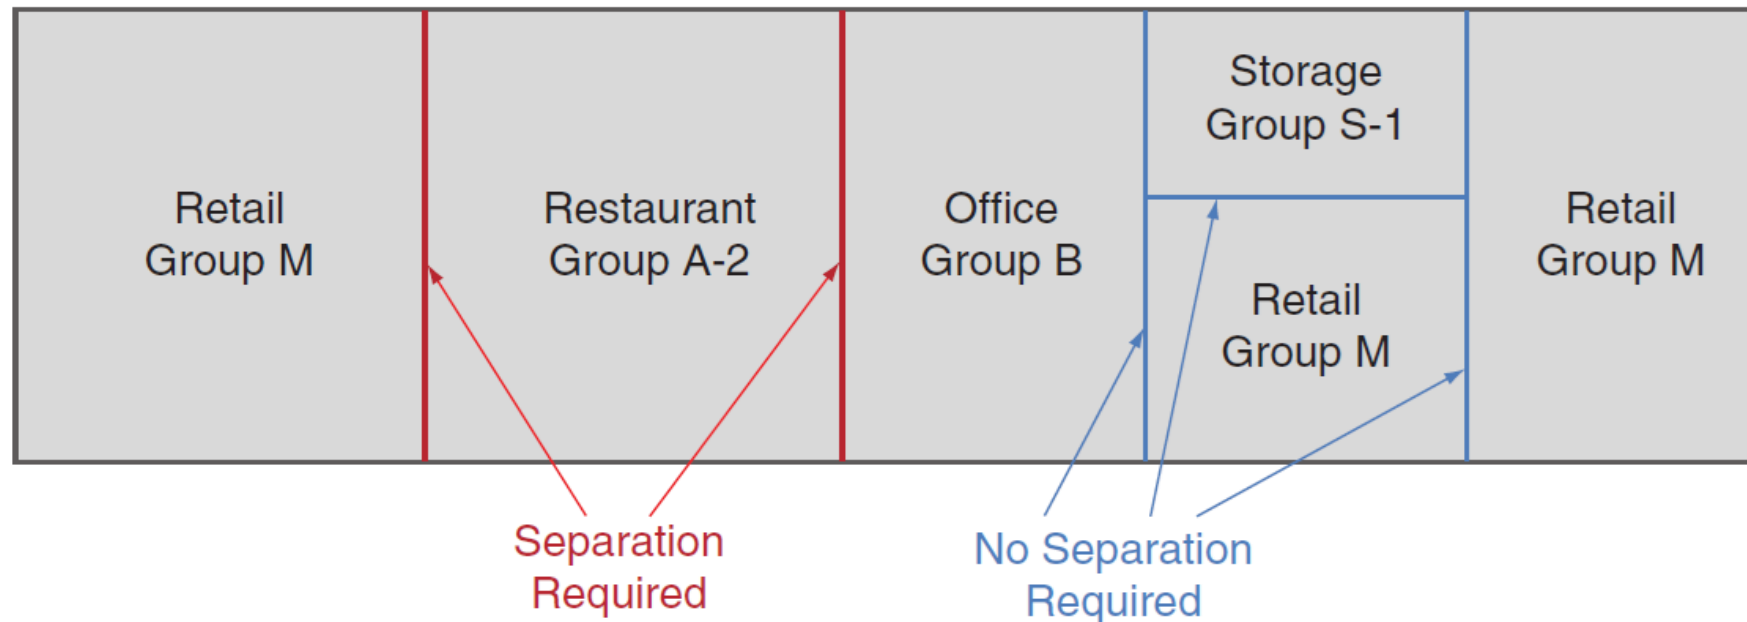 Retail
Group M
Restaurant
Group A-2
Office
Group B
Storage
Group S-1
Retail
Group M
Retail
Group M
Separation
Required
No Separation
Required